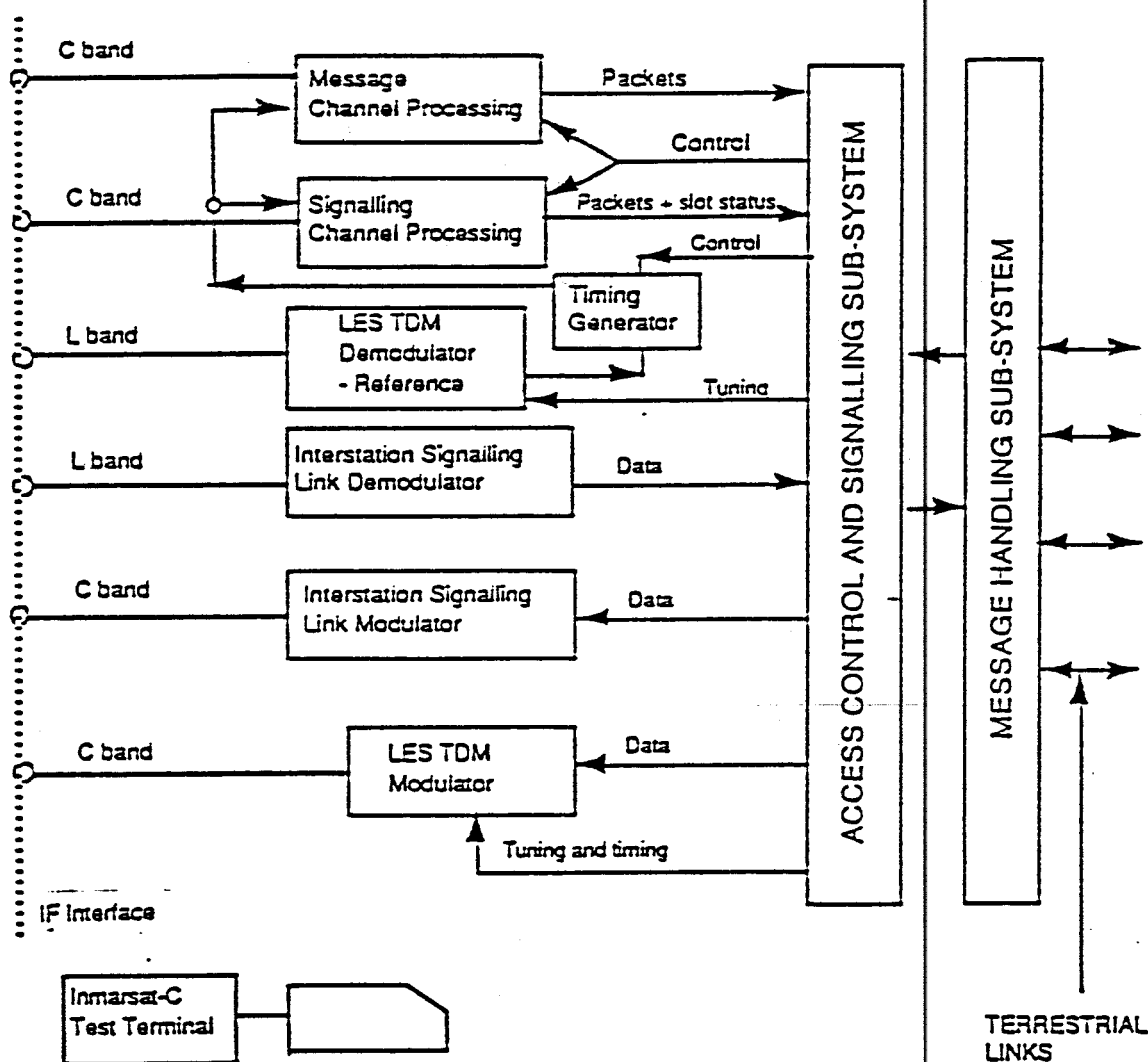 C band
Message
Channel Processing
Packets
Control
C band
Signalling
Channel Processing
Packets + slot status
Control
Timing
Generator
L band
LES TDM
Demodulator
- Reference
Tuning
L band
Interstation Signalling
Link Demodulator
Data
C band
Interstation Signalling
Link Modulator
Data
C band
LES TDM
Modulator
Data
Tuning and timing
ACCESS CONTROL AND SIGNALLING SUB-SYSTEM
MESSAGE HANDLING SUB-SYSTEM
IF Interface
Inmarsat-C
Test Terminal
TERRESTRIAL
LINKS